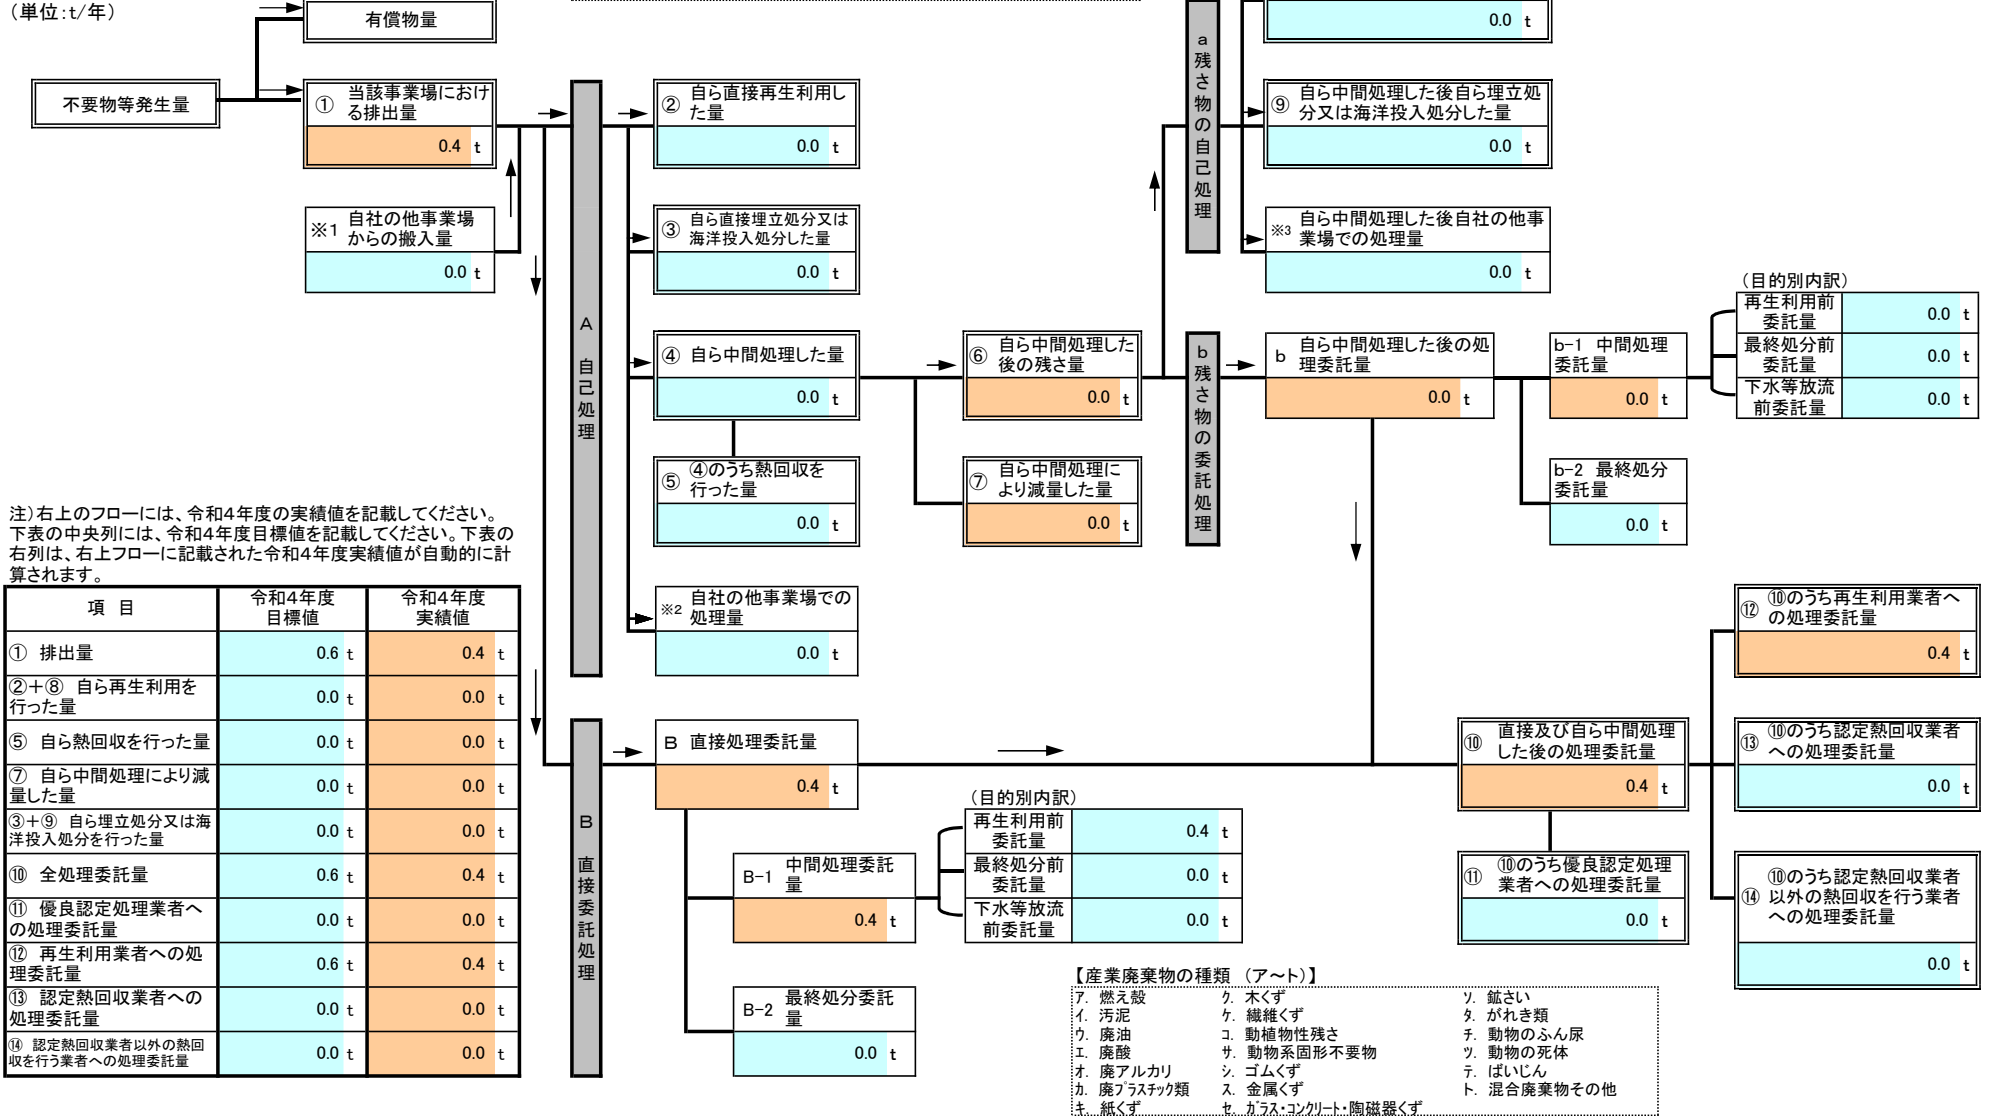 (単位:t/年)
有償物量
不要物等発生量
① 当該事業場におけ
る排出量
0.4 t
※1 自社の他事業場
からの搬入量
0.0 t
A 自己処理
② 自ら直接再生利用し
た量
0.0 t
③ 自ら直接埋立処分又は
海洋投入処分した量
0.0 t
④ 自ら中間処理した量
0.0 t
⑤ ④のうち熱回収を
行った量
0.0 t
※2 自社の他事業場での
処理量
0.0 t
⑥ 自ら中間処理した
後の残さ量
0.0 t
⑦ 自ら中間処理に
より減量した量
0.0 t
a 残さ物の自己処理
0.0 t
⑨ 自ら中間処理した後自ら埋立処
分又は海洋投入処分した量
0.0 t
※3 自ら中間処理した後自社の他事
業場での処理量
0.0 t
b 残さ物の委託処理
b 自ら中間処理した後の処
理委託量
0.0 t
b-1 中間処理
委託量
0.0 t
b-2 最終処分
委託量
0.0 t
(目的別内訳)
再生利用前
委託量
0.0 t
最終処分前
委託量
0.0 t
下水等放流
前委託量
0.0 t
注)右上のフローには、令和4年度の実績値を記載してください。
下表の中央列には、令和4年度目標値を記載してください。下表の
右列は、右上フローに記載された令和4年度実績値が自動的に計
算されます。
項 目 令和4年度 目標値 令和4年度 実績値
① 排出量 0.6 t 0.4 t
②+⑧ 自ら再生利用を
行った量 0.0 t 0.0 t
⑤ 自ら熱回収を行った量 0.0 t 0.0 t
⑦ 自ら中間処理により減
量した量 0.0 t 0.0 t
③+⑨ 自ら埋立処分又は海
洋投入処分を行った量 0.0 t 0.0 t
⑩ 全処理委託量 0.6 t 0.4 t
⑪ 優良認定処理業者へ
の処理委託量 0.0 t 0.0 t
⑫ 再生利用業者への処
理委託量 0.6 t 0.4 t
⑬ 認定熱回収業者への
処理委託量 0.0 t 0.0 t
⑭ 認定熱回収業者以外の熱回
収を行う業者への処理委託量 0.0 t 0.0 t
B 直接委託処理
B 直接処理委託量
0.4 t
B-1 中間処理委託
量
0.4 t
B-2 最終処分委託
量
0.0 t
(目的別内訳)
再生利用前
委託量
0.4 t
最終処分前
委託量
0.0 t
下水等放流
前委託量
0.0 t
⑩ 直接及び自ら中間処理
した後の処理委託量
0.4 t
⑪ ⑩のうち優良認定処理
業者への処理委託量
0.0 t
⑫ ⑩のうち再生利用業者へ
の処理委託量
0.4 t
⑬ ⑩のうち認定熱回収業者
への処理委託量
0.0 t
⑭ ⑩のうち認定熱回収業者
以外の熱回収を行う業者
への処理委託量
0.0 t
【産業廃棄物の種類 (ア~ト)】
ア. 燃え殻 ク. 木くず ソ. 鉱さい
イ. 汚泥 ケ. 繊維くず タ. がれき類
ウ. 廃油 コ. 動植物性残さ チ. 動物のふん尿
エ. 廃酸 サ. 動物系固形不要物 ツ. 動物の死体
オ. 廃アルカリ シ. ゴムくず テ. ばいじん
カ. 廃プラスチック類 ス. 金属くず ト. 混合廃棄物その他
キ. 紙くず セ. ガラス・コンクリート・陶磁器くず